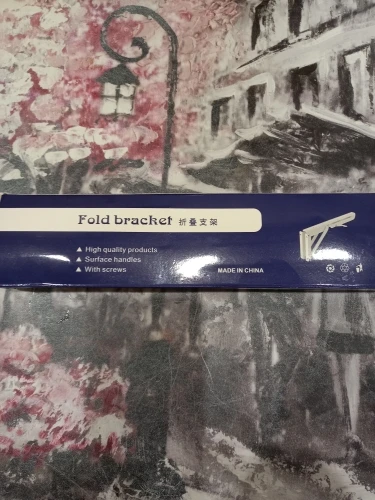 Fold bracket 折叠支架
▲ High quality products
▲ Surface handles
▲ With screws
MADE IN CHINA